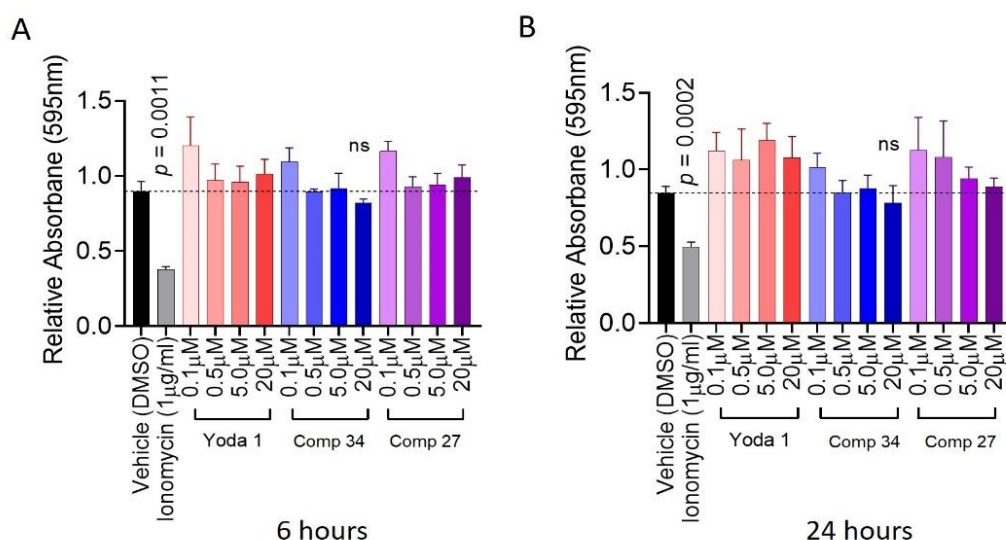 A
Relative Absorbane (595nm)
1.5
1.0
0.5
0.0
p = 0.0011
ns
Vehicle (DMSO)
Ionomycin (1μg/ml)
0.1μM
0.5μM
5.0μM
20μM
0.1μM
0.5μM
5.0μM
20μM
0.1μM
0.5μM
5.0μM
20μM
Yoda 1
Comp 34
Comp 27
6 hours
B
Relative Absorbane (595nm)
1.5
1.0
0.5
0.0
p = 0.0002
ns
Vehicle (DMSO)
Ionomycin (1μg/ml)
0.1μM
0.5μM
5.0μM
20μM
0.1μM
0.5μM
5.0μM
20μM
0.1μM
0.5μM
5.0μM
20μM
Yoda 1
Comp 34
Comp 27
24 hours